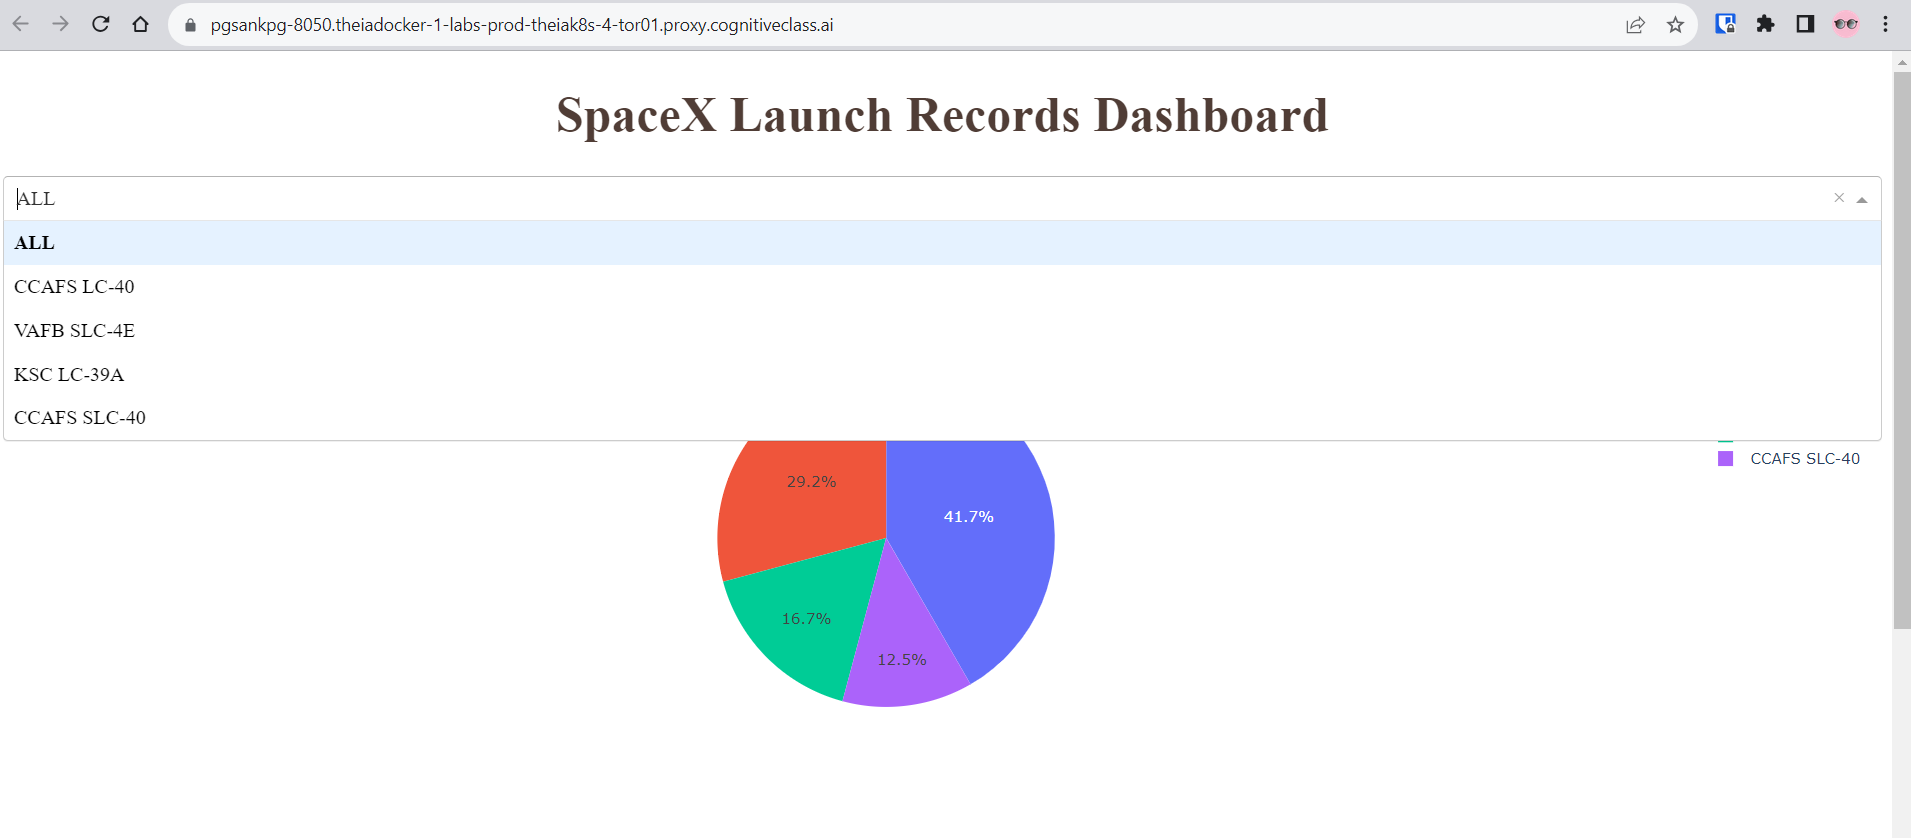 pgsankpg-8050.theiadocker-1-labs-prod-theiak8s-4-tor01.proxy.cognitiveclass.ai
SpaceX Launch Records Dashboard
ALL
ALL
CCAFS LC-40
VAFB SLC-4E
KSC LC-39A
CCAFS SLC-40
CCAFS SLC-40
29.2%
41.7%
16.7%
12.5%